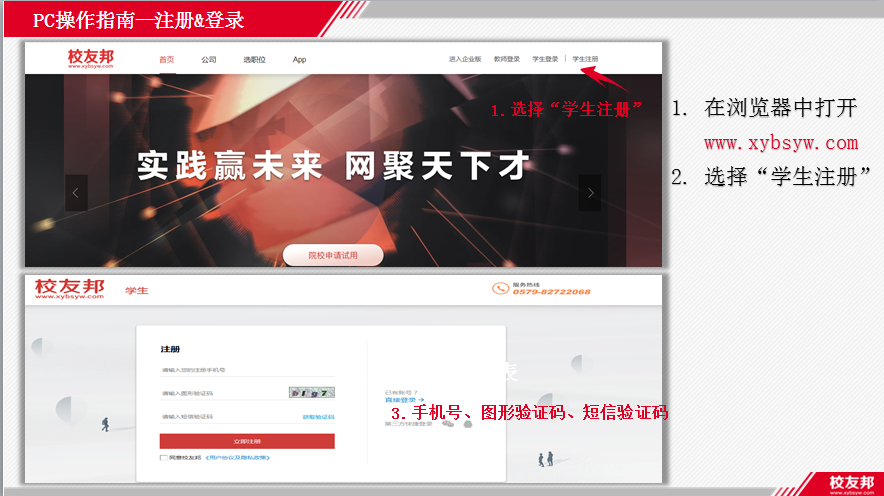 PC操作指南—注册&登录
校友邦
www.xybsyw.com
首页 公司 选职位 App
进入企业版 教师登录 学生登录 | 学生注册
1.选择“学生注册”
实践赢未来 网聚天下才
院校申请试用
1. 在浏览器中打开
www.xybsyw.com
2. 选择“学生注册”
校友邦
www.xybsyw.com
学生
服务热线
0579-82722068
注册
请输入您的注册手机号
请输入图形验证码
请输入短信验证码 获取验证码
立即注册
同意校友邦 《用户协议及隐私政策》
已有账号？
直接登录
3.手机号、图形验证码、短信验证码
第三方快捷登录
校友邦
www.xybsyw.com